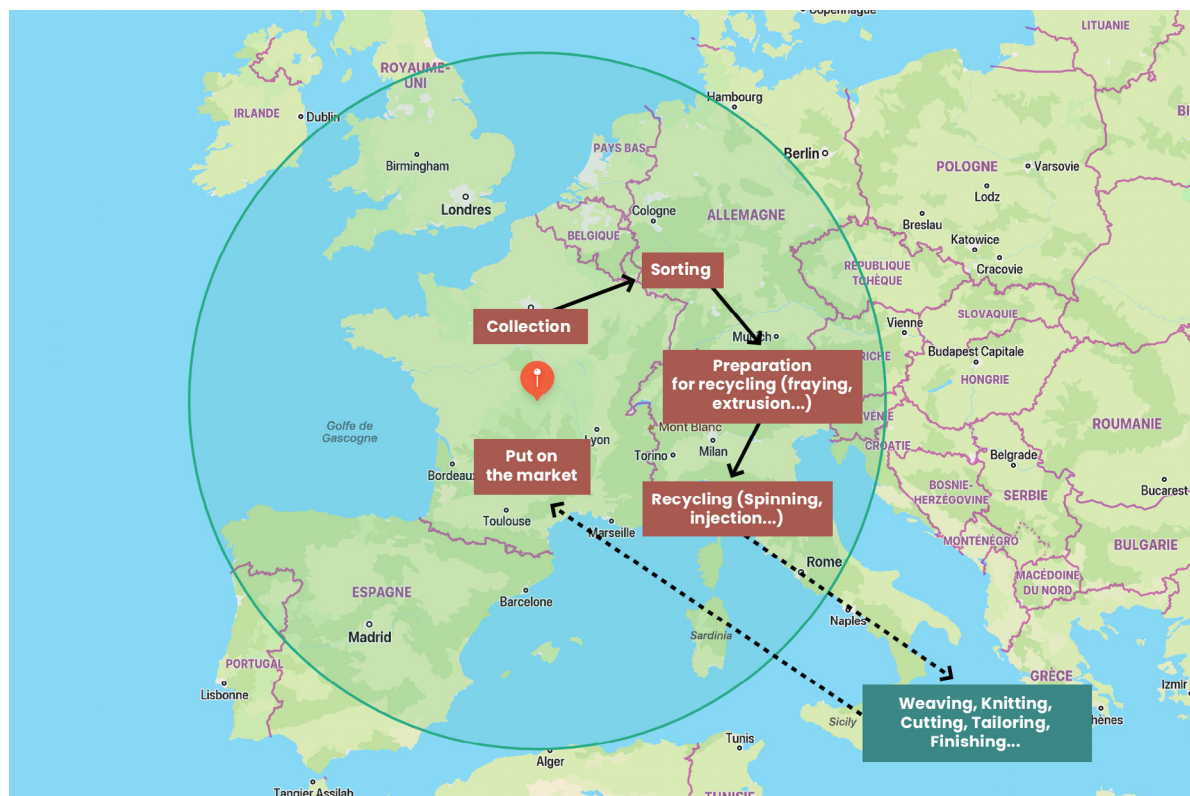 Copenhague
LITUANIE
ROYAUME-
UNI
Hambourg
IRLANDE
Dublin
PAYS BAS
Birmingham
Berlin
POLOGNE
Varsovie
Lodz
Londres
Cologne
ALLEMAGNE
Breslau
BELGIQUE
Katowice
Cracovie
Sorting
RÉPUBLIQUE
TCHÈQUE
SLOVAQUIE
Collection
Vienne
Munich
Budapest Capitale
Preparation
for recycling (fraying,
extrusion...)
HONGRIE
Golfe de
Gascogne
Mont Blanc
ROUMANIE
Lyon
Milan
CROATIE
Torino
Put on
the market
Belgrade
Bordeaux
BOSNIE-
HERZÉGOVINE
SERBIE
Bucarest
Recycling (Spinning,
injection...)
Toulouse
Marseille
MONTÉNÉGRO
BULGARIE
Rome
MACÉDOINE
DU NORD
ESPAGNE
Barcelone
Naples
Madrid
Sardinia
PORTUGAL
GRÈCE
Izmir
Lisbonne
Weaving, Knitting,
Cutting, Tailoring,
Finishing...
Sicily
Tunis
Alger
Tanger Assilah
TUNISIE